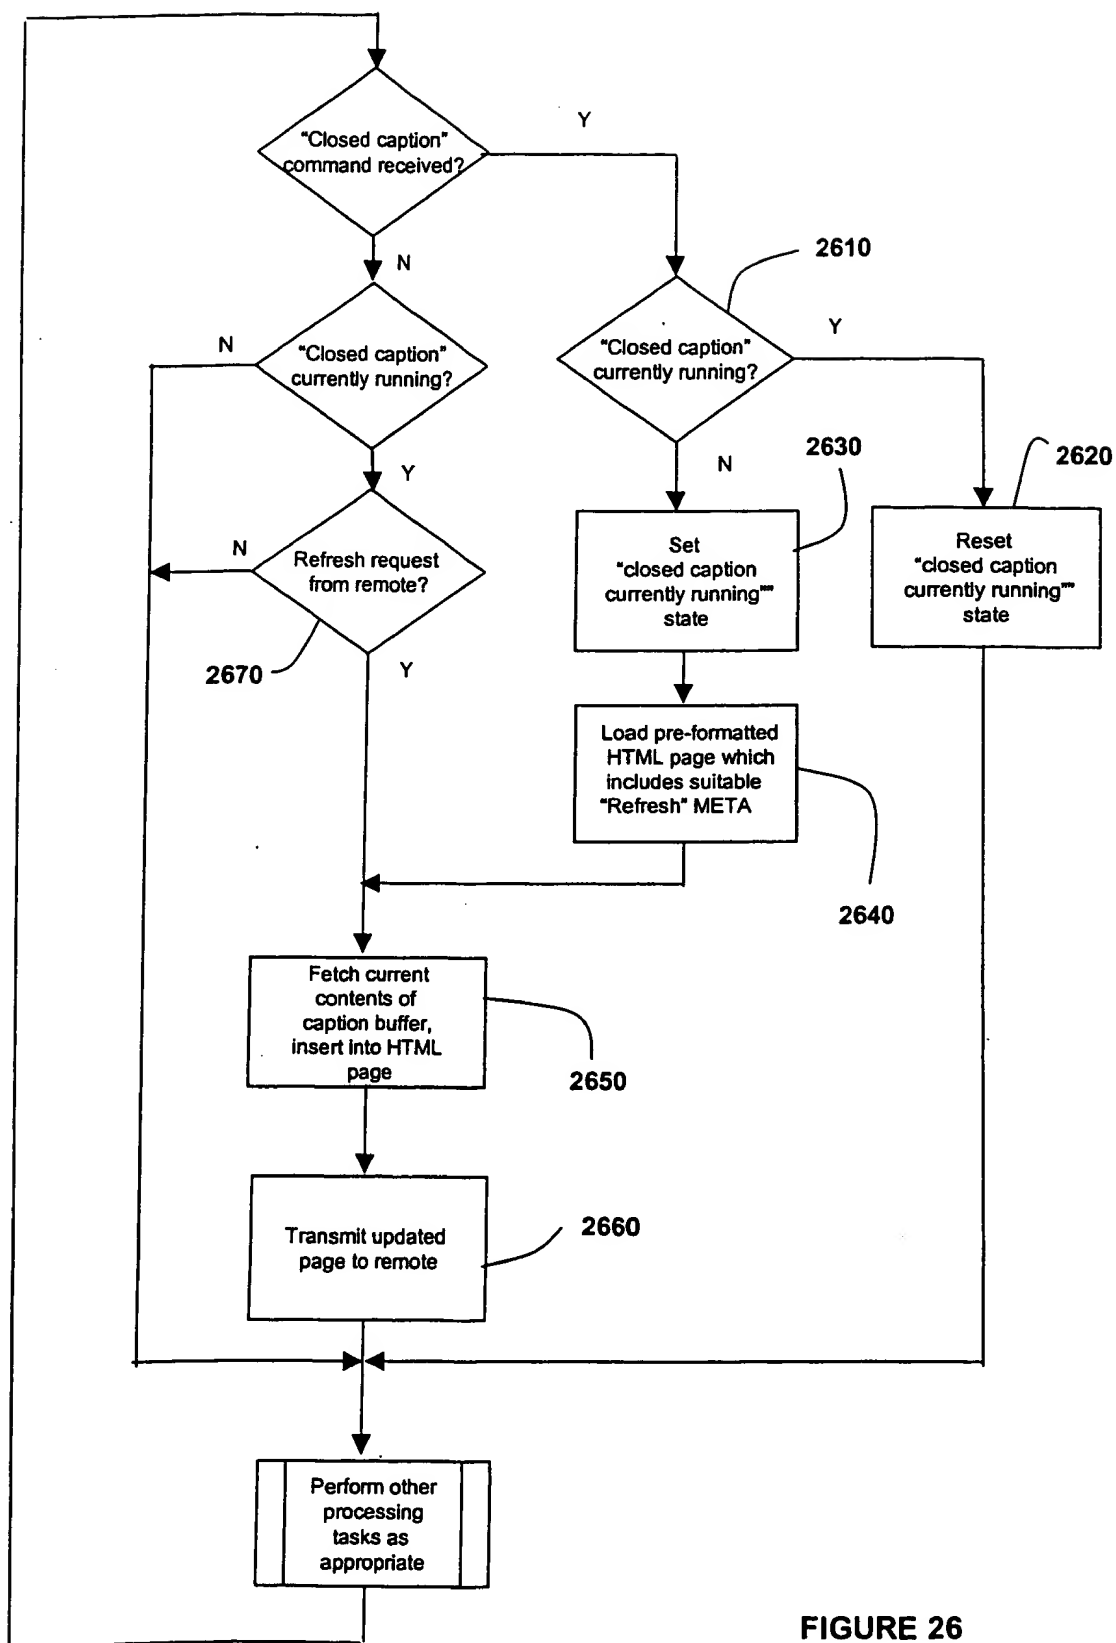 "Closed caption"
command received?
Y
2610
N
N
"Closed caption"
currently running?
"Closed caption"
currently running?
Y
2630
2620
Y
N
N
Refresh request
from remote?
Set
"closed caption
currently running""
state
Reset
"closed caption
currently running""
state
2670
Y
Load pre-formatted
HTML page which
includes suitable
"Refresh" META
2640
Fetch current
contents of
caption buffer,
insert into HTML
page
2650
Transmit updated
page to remote
2660
Perform other
processing
tasks as
appropriate
FIGURE 26